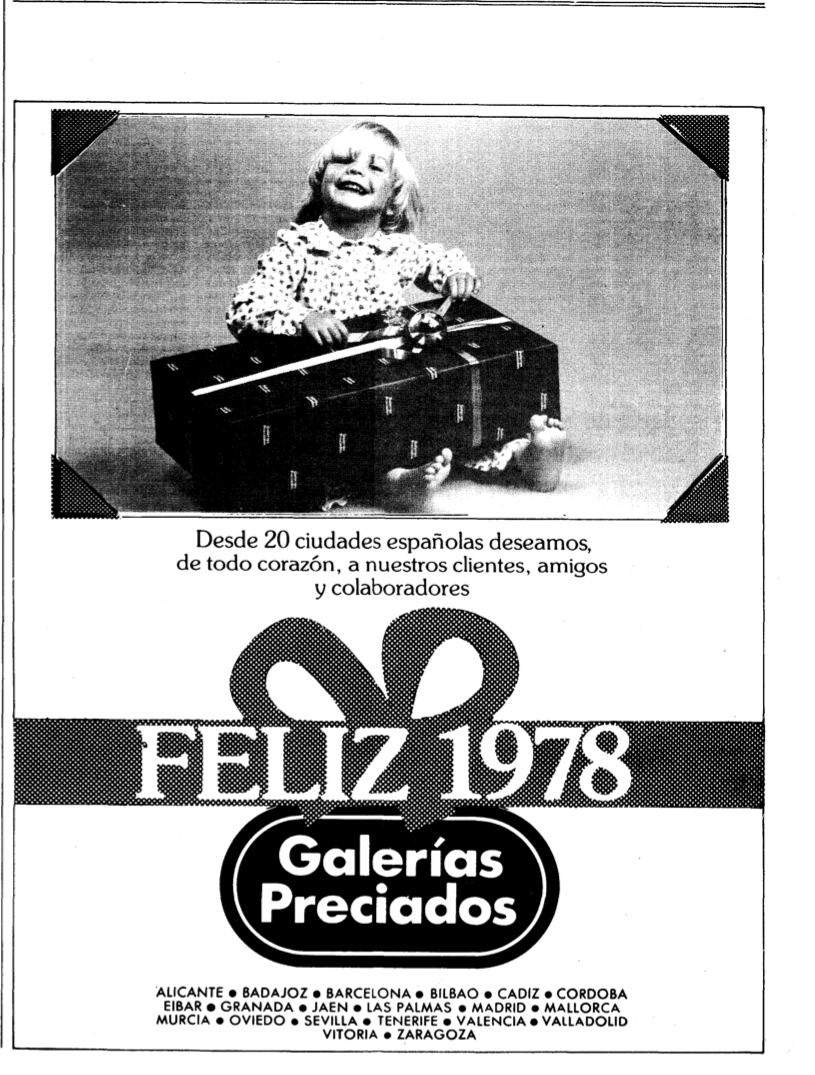 Desde 20 ciudades españolas deseamos,
de todo corazón, a nuestros clientes, amigos
y colaboradores
FELIZ 1978
Galerías
Preciados
ALICANTE • BADAJOZ • BARCELONA • BILBAO • CADIZ • CORDOBA
EIBAR • GRANADA • JAEN • LAS PALMAS • MADRID • MALLORCA
MURCIA • OVIEDO • SEVILLA • TENERIFE • VALENCIA • VALLADOLID
VITORIA • ZARAGOZA